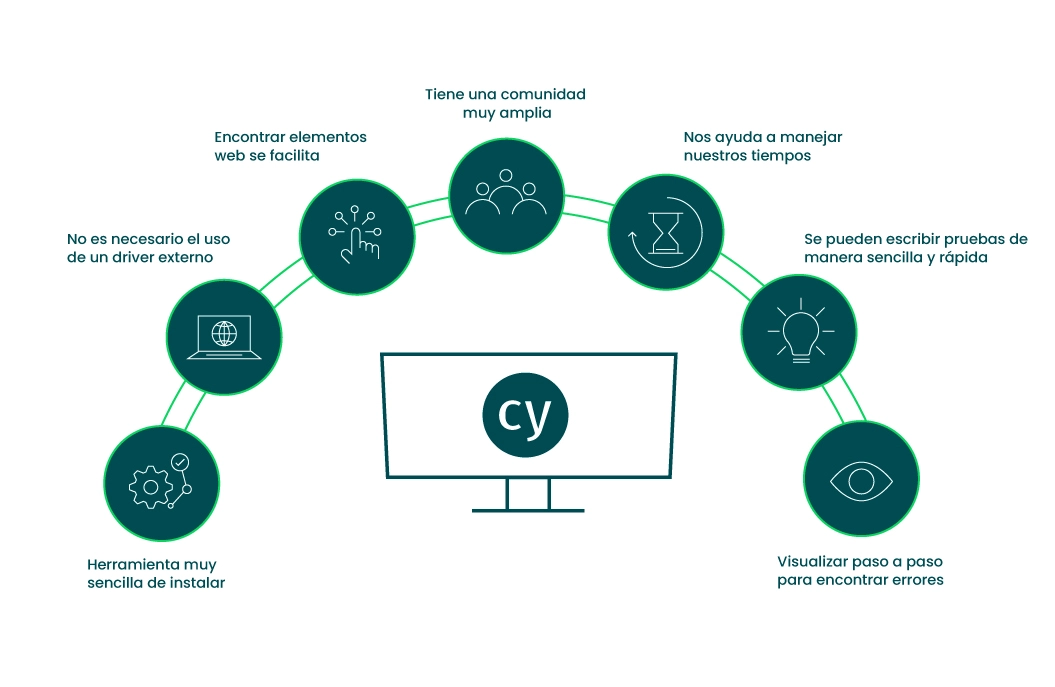 Tiene una comunidad
muy amplia
Encontrar elementos
web se facilita
Nos ayuda a manejar
nuestros tiempos
No es necesario el uso
de un driver externo
Se pueden escribir pruebas de
manera sencilla y rápida
cy
Herramienta muy
sencilla de instalar
Visualizar paso a paso
para encontrar errores